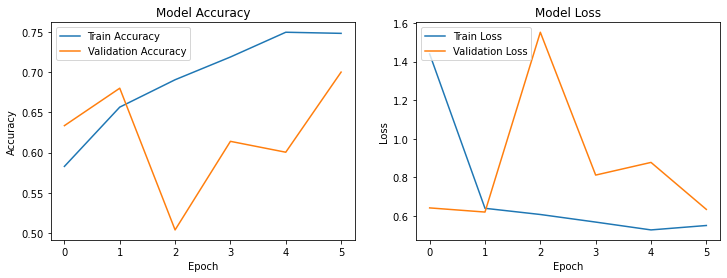 Model Accuracy
Train Accuracy
Validation Accuracy
Accuracy
0.75
0.70
0.65
0.60
0.55
0.50
0 1 2 3 4 5
Epoch
Model Loss
Train Loss
Validation Loss
Loss
1.6
1.4
1.2
1.0
0.8
0.6
0 1 2 3 4 5
Epoch